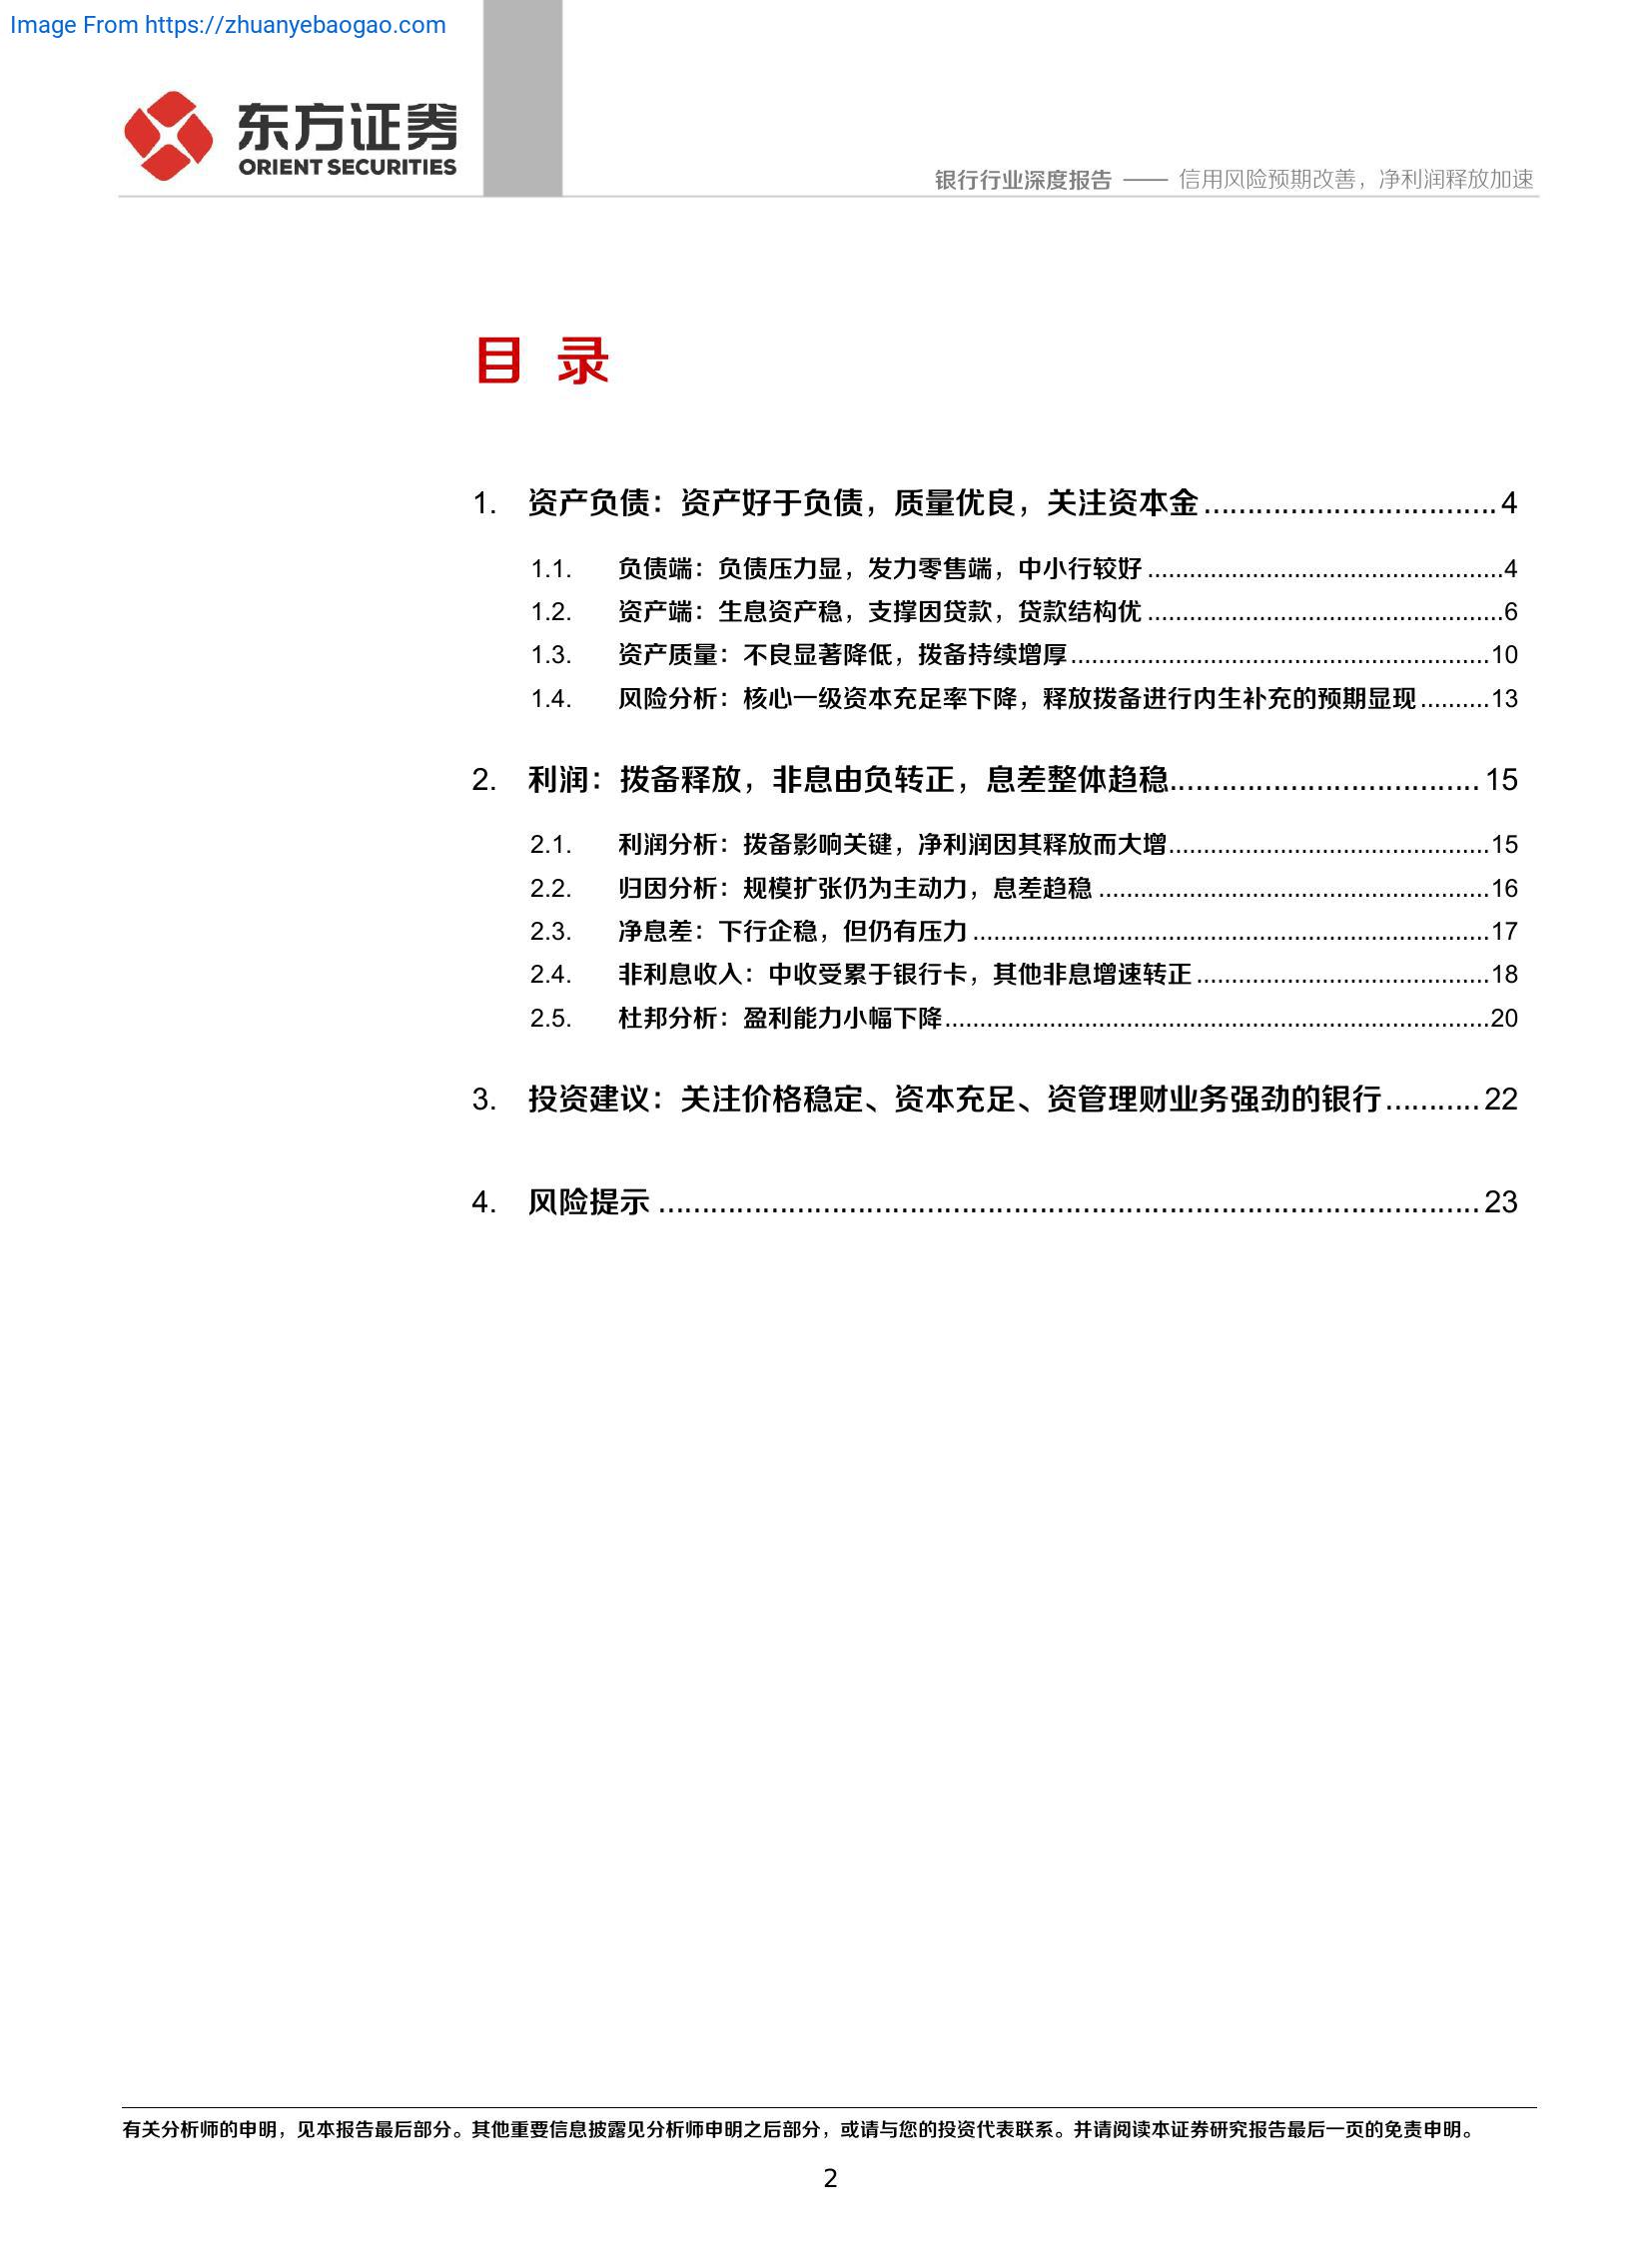 Image From https://zhuanyebaogao.com
东方证券
ORIENT SECURITIES
银行行业深度报告 —— 信用风险预期改善，净利润释放加速
目 录
1. 资产负债：资产好于负债，质量优良，关注资本金 ................................ 4
1.1. 负债端：负债压力显，发力零售端，中小行较好 .................................................. 4
1.2. 资产端：生息资产稳，支撑因贷款，贷款结构优 .................................................. 6
1.3. 资产质量：不良显著降低，拨备持续增厚 ........................................................... 10
1.4. 风险分析：核心一级资本充足率下降，释放拨备进行内生补充的预期显现 .......... 13
2. 利润：拨备释放，非息由负转正，息差整体趋稳 .................................. 15
2.1. 利润分析：拨备影响关键，净利润因其释放而大增 ............................................. 15
2.2. 归因分析：规模扩张仍为主动力，息差趋稳 ....................................................... 16
2.3. 净息差：下行企稳，但仍有压力 ......................................................................... 17
2.4. 非利息收入：中收受累于银行卡，其他非息增速转正 ......................................... 18
2.5. 杜邦分析：盈利能力小幅下降 ............................................................................. 20
3. 投资建议：关注价格稳定、资本充足、资管理财业务强劲的银行 ........... 22
4. 风险提示 ............................................................................................. 23
有关分析师的申明，见本报告最后部分。其他重要信息披露见分析师申明之后部分，或请与您的投资代表联系。并请阅读本证券研究报告最后一页的免责申明。
2